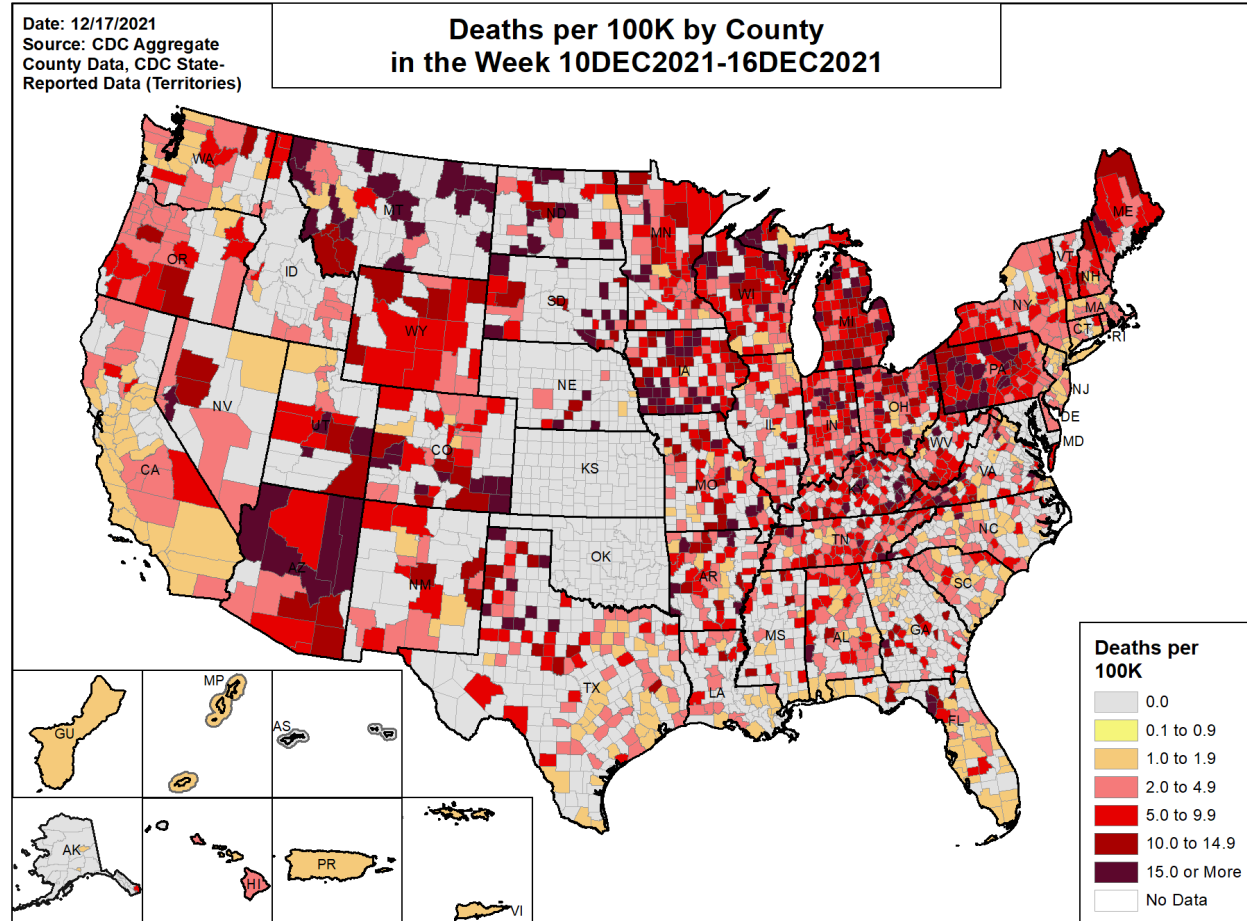 Date: 12/17/2021
Source: CDC Aggregate
County Data, CDC State-
Reported Data (Territories)
Deaths per 100K by County
in the Week 10DEC2021-16DEC2021
WA
MT
ND
MN
ME
OR
ID
SD
WI
MI
VT
NH
NY
MA
CT
RI
WY
IA
PA
NJ
NE
NV
UT
CO
IL
IN
OH
DE
MD
WV
VA
CA
KS
MO
KY
AZ
NM
OK
AR
TN
NC
SC
MS
AL
GA
TX
LA
FL
GU
MP
AS
AK
HI
PR
VI
Deaths per
100K
0.0
0.1 to 0.9
1.0 to 1.9
2.0 to 4.9
5.0 to 9.9
10.0 to 14.9
15.0 or More
No Data